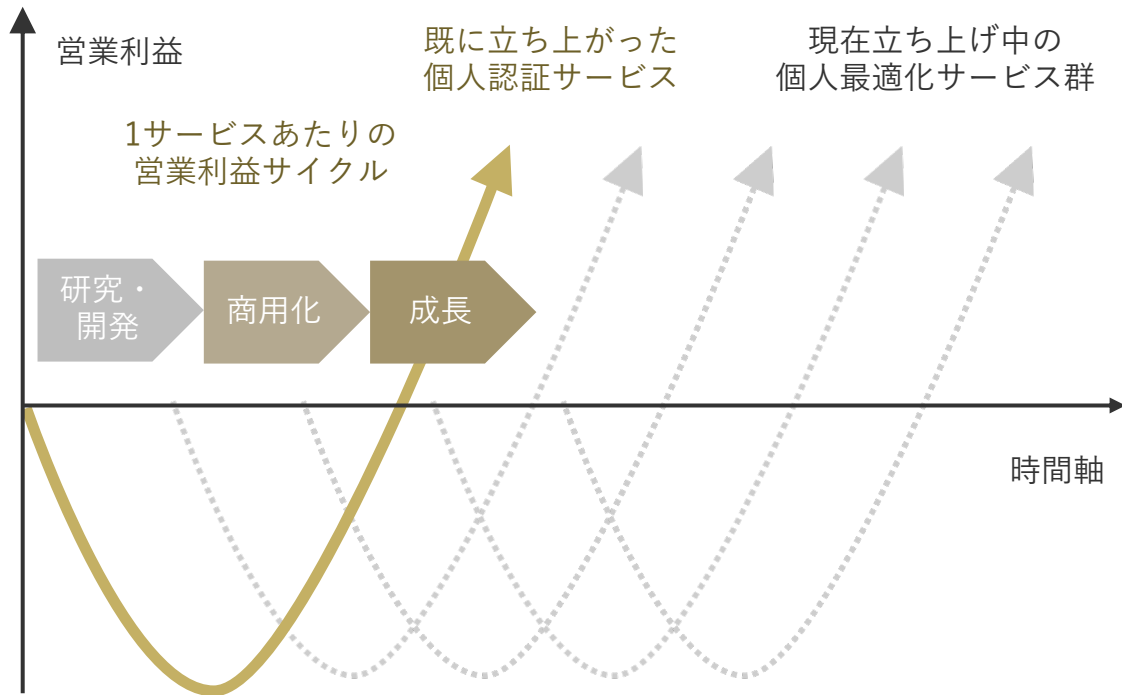 営業利益
既に立ち上がった
個人認証サービス
現在立ち上げ中の
個人最適化サービス群
1サービスあたりの
営業利益サイクル
研究・
開発
商用化
成長
時間軸